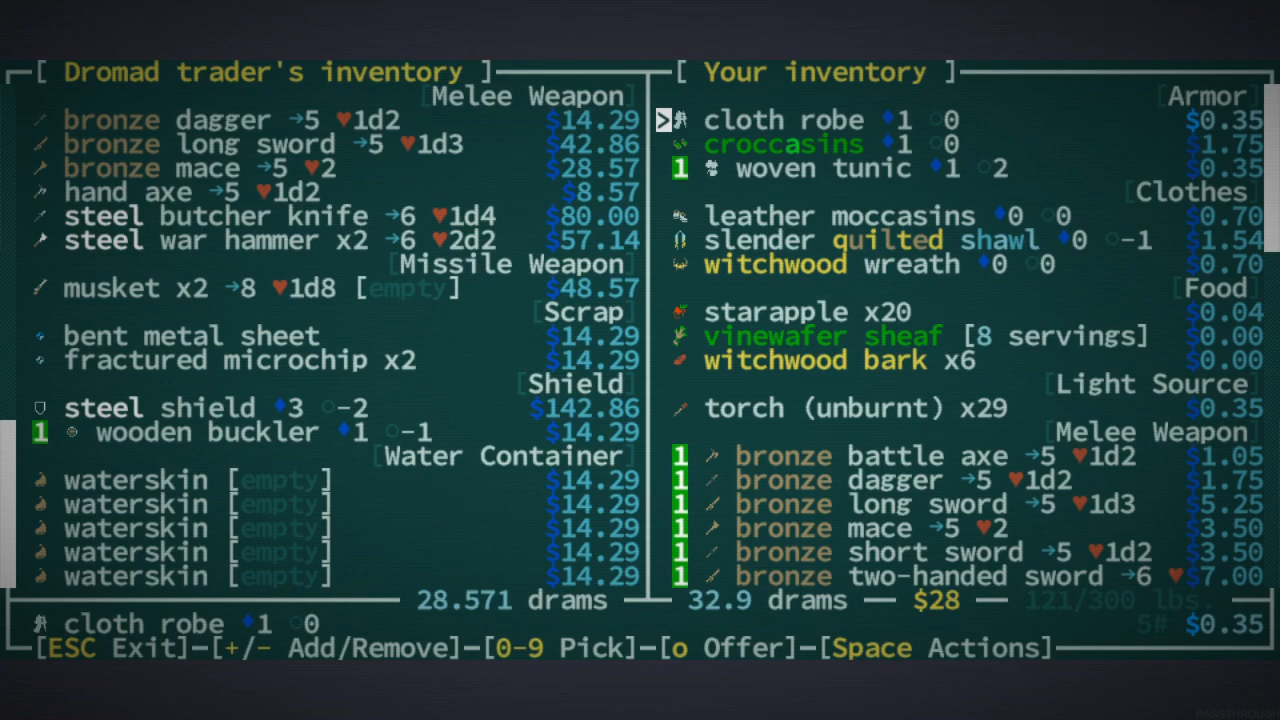 [ Dromad trader's inventory ]
[Melee Weapon]
bronze dagger →5 ♥1d2 $14.29
bronze long sword →5 ♥1d3 $42.86
bronze mace →5 ♥2 $28.57
hand axe →5 ♥1d2 $8.57
steel butcher knife →6 ♥1d4 $80.00
steel war hammer x2 →6 ♥2d2 $57.14
[Missile Weapon]
musket x2 →8 ♥1d8 [empty] $48.57
[Scrap]
bent metal sheet $14.29
fractured microchip x2 $14.29
[Shield]
steel shield ♦3 ○-2 $142.86
1 wooden buckler ♦1 ○-1 $14.29
[Water Container]
waterskin [empty] $14.29
waterskin [empty] $14.29
waterskin [empty] $14.29
waterskin [empty] $14.29
waterskin [empty] $14.29
28.571 drams
[ Your inventory ]
[Armor]
> cloth robe ♦1 ○0 $0.35
croccasins ♦1 ○0 $1.75
1 woven tunic ♦1 ○2 $0.35
[Clothes]
leather moccasins ♦0 ○0 $0.70
slender quilted shawl ♦0 ○-1 $1.54
witchwood wreath ♦0 ○0 $0.70
[Food]
starapple x20 $0.04
vinewafer sheaf [8 servings] $0.00
witchwood bark x6 $0.00
[Light Source]
torch (unburnt) x29 $0.35
[Melee Weapon]
1 bronze battle axe →5 ♥1d2 $1.05
1 bronze dagger →5 ♥1d2 $1.75
1 bronze long sword →5 ♥1d3 $5.25
1 bronze mace →5 ♥2 $3.50
1 bronze short sword →5 ♥1d2 $3.50
1 bronze two-handed sword →6 ♥$7.00
32.9 drams — $28 — 121/300 lbs.
cloth robe ♦1 ○0 5# $0.35
[ESC Exit]-[+/- Add/Remove]-[0-9 Pick]-[o Offer]-[Space Actions]